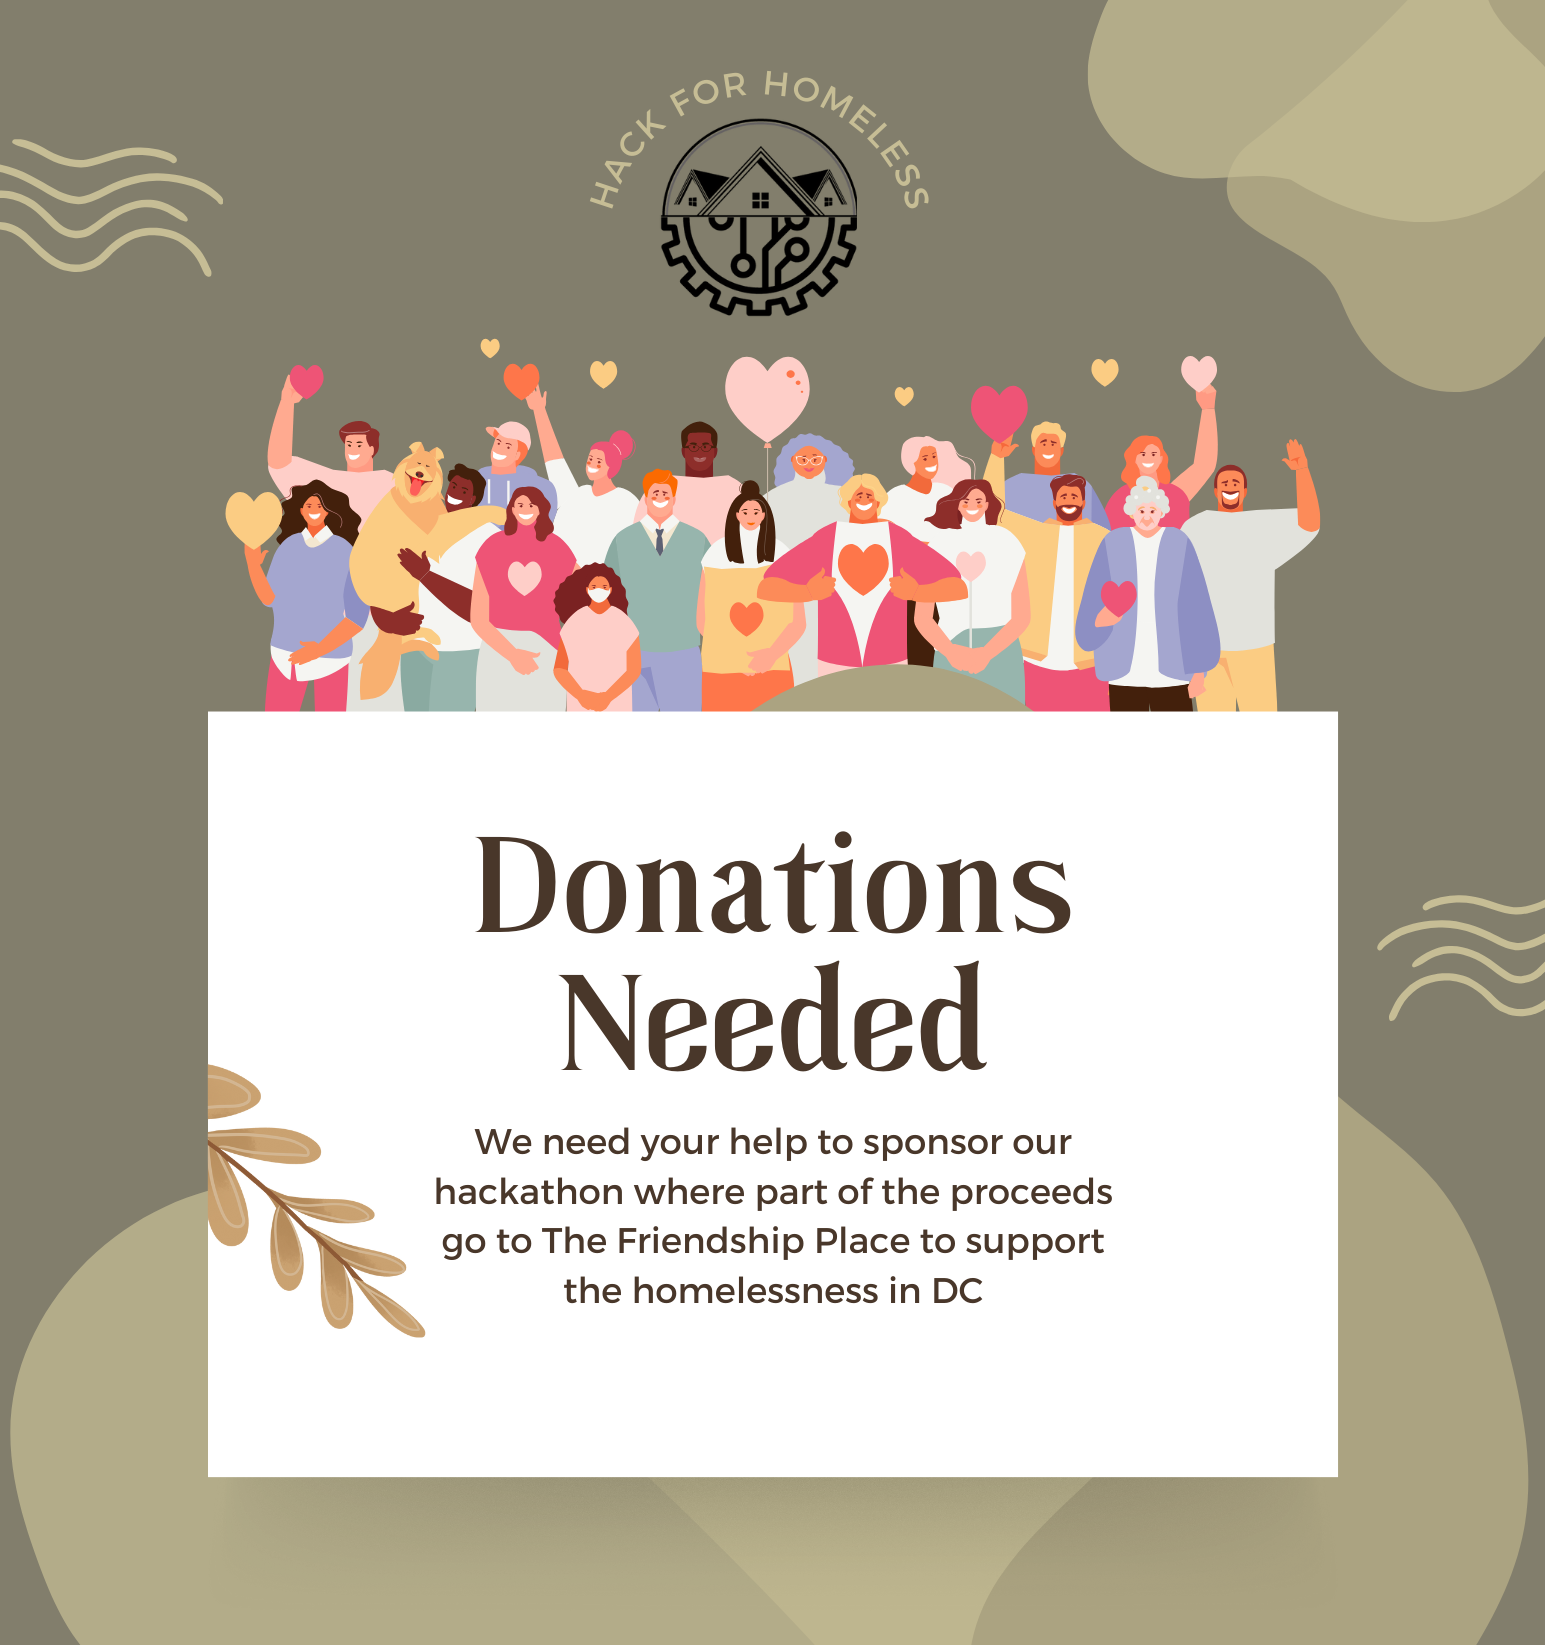 HACK FOR HOMELESS
Donations
Needed
We need your help to sponsor our
hackathon where part of the proceeds
go to The Friendship Place to support
the homelessness in DC